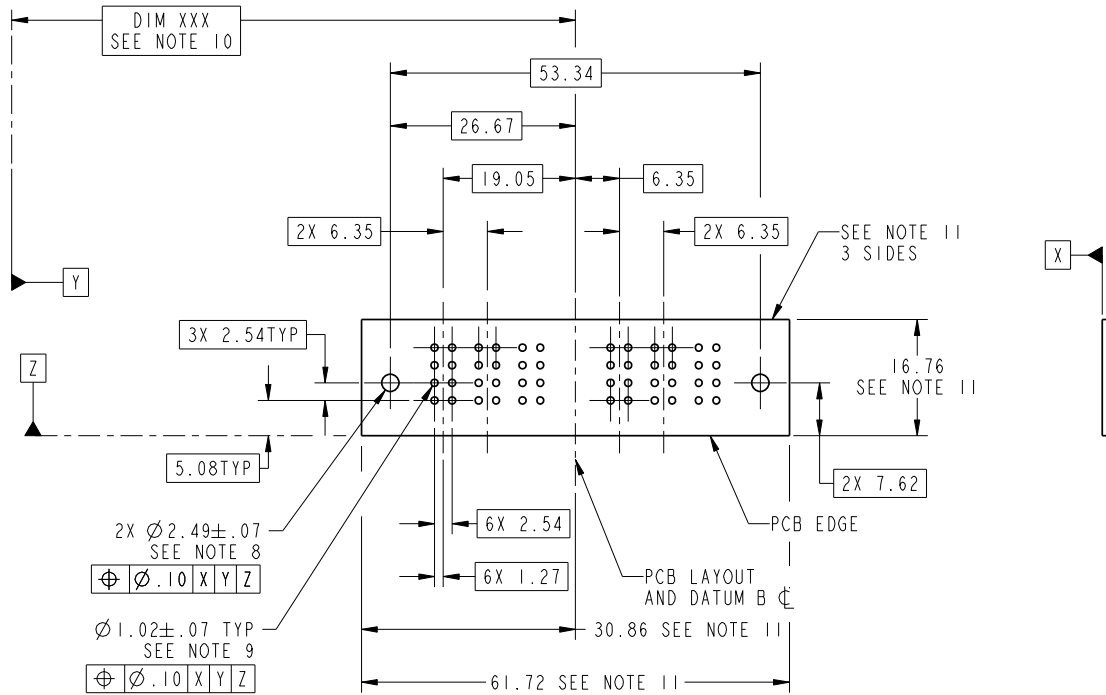 DIM XXX
SEE NOTE 10
53.34
26.67
19.05
6.35
2X 6.35
2X 6.35
SEE NOTE 11
3 SIDES
X
Y
3X 2.54TYP
Z
16.76
SEE NOTE 11
5.08TYP
2X 7.62
2X Ø2.49±.07
SEE NOTE 8
⌖ Ø.10 X Y Z
6X 2.54
PCB EDGE
6X 1.27
PCB LAYOUT
AND DATUM B ℄
Ø1.02±.07 TYP
SEE NOTE 9
⌖ Ø.10 X Y Z
30.86 SEE NOTE 11
61.72 SEE NOTE 11